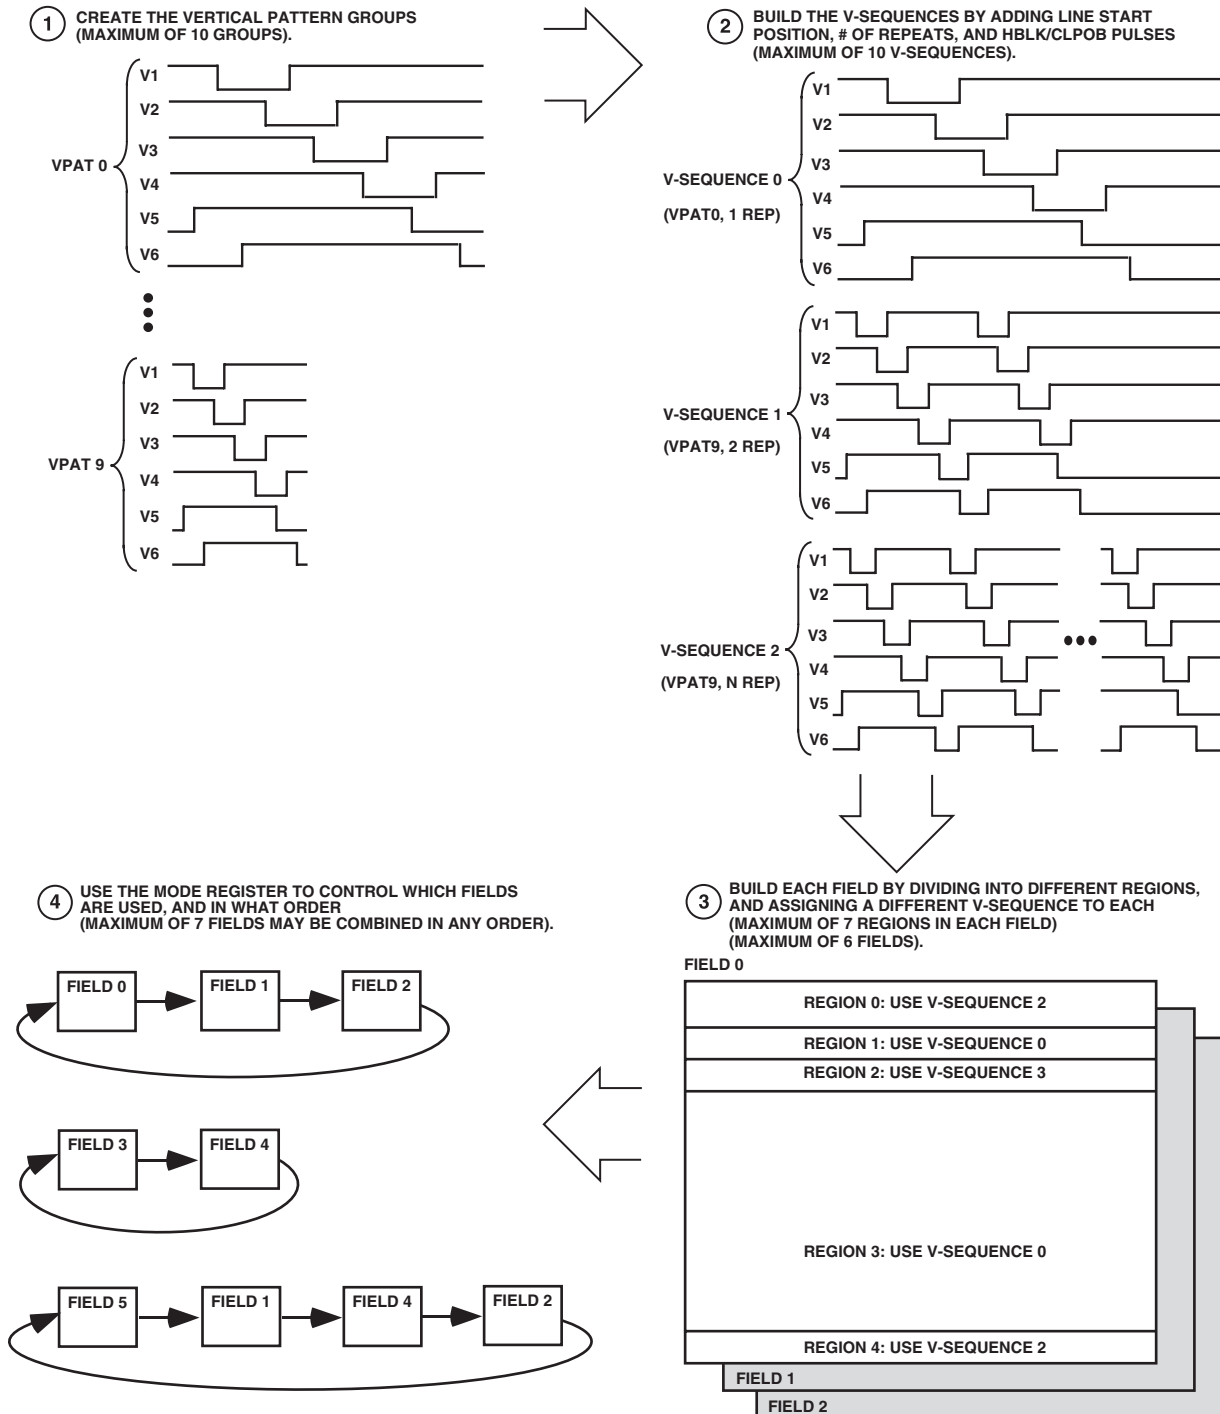 1 CREATE THE VERTICAL PATTERN GROUPS
(MAXIMUM OF 10 GROUPS).
V1
V2
V3
VPAT 0
V4
V5
V6
V1
V2
V3
VPAT 9
V4
V5
V6
2 BUILD THE V-SEQUENCES BY ADDING LINE START
POSITION, # OF REPEATS, AND HBLK/CLPOB PULSES
(MAXIMUM OF 10 V-SEQUENCES).
V1
V2
V3
V-SEQUENCE 0
(VPAT0, 1 REP)
V4
V5
V6
V1
V2
V3
V-SEQUENCE 1
(VPAT9, 2 REP)
V4
V5
V6
V1
V2
V3
V-SEQUENCE 2
(VPAT9, N REP)
V4
V5
V6
3 BUILD EACH FIELD BY DIVIDING INTO DIFFERENT REGIONS,
AND ASSIGNING A DIFFERENT V-SEQUENCE TO EACH
(MAXIMUM OF 7 REGIONS IN EACH FIELD)
(MAXIMUM OF 6 FIELDS).
FIELD 0
REGION 0: USE V-SEQUENCE 2
REGION 1: USE V-SEQUENCE 0
REGION 2: USE V-SEQUENCE 3
REGION 3: USE V-SEQUENCE 0
REGION 4: USE V-SEQUENCE 2
FIELD 1
FIELD 2
4 USE THE MODE REGISTER TO CONTROL WHICH FIELDS
ARE USED, AND IN WHAT ORDER
(MAXIMUM OF 7 FIELDS MAY BE COMBINED IN ANY ORDER).
FIELD 0 FIELD 1 FIELD 2
FIELD 3 FIELD 4
FIELD 5 FIELD 1 FIELD 4 FIELD 2